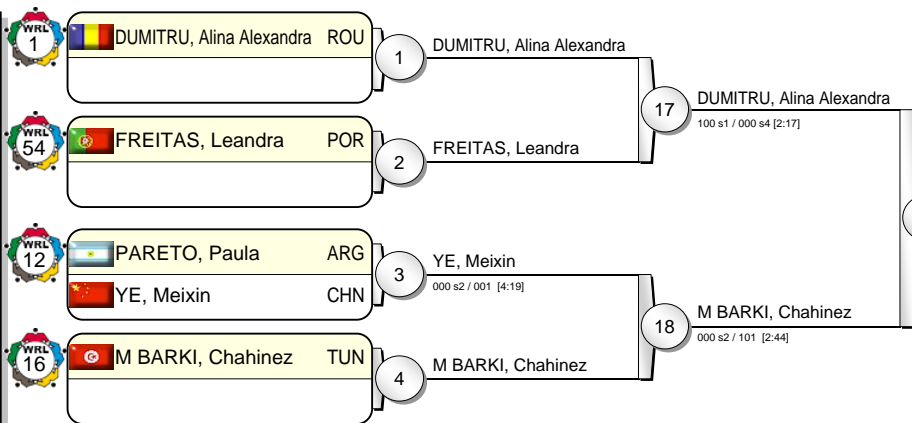 WRL
1
DUMITRU, Alina Alexandra ROU
1
DUMITRU, Alina Alexandra
17
DUMITRU, Alina Alexandra
100 s1 / 000 s4 [2:17]
WRL
54
FREITAS, Leandra POR
2
FREITAS, Leandra
WRL
12
PARETO, Paula ARG
YE, Meixin CHN
3
YE, Meixin
000 s2 / 001 [4:19]
18
M BARKI, Chahinez
000 s2 / 101 [2:44]
WRL
16
M BARKI, Chahinez TUN
4
M BARKI, Chahinez